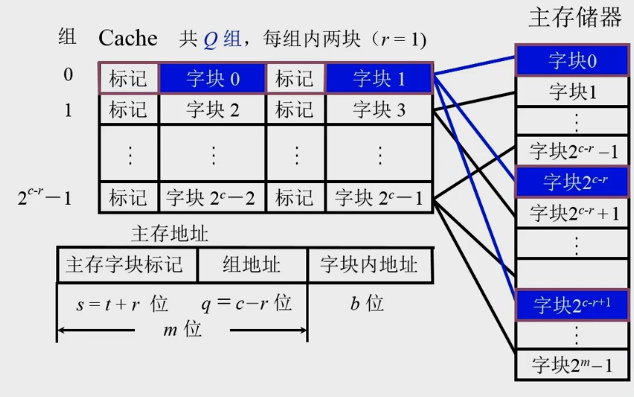 主存储器
组 Cache 共 Q 组，每组内两块（r = 1）
0 标记 字块 0 标记 字块 1
1 标记 字块 2 标记 字块 3
⋮ ⋮ ⋮ ⋮
2^{c-r}－1 标记 字块 2^c－2 标记 字块 2^c－1
字块0
字块1
⋮
字块2^{c-r}－1
字块2^{c-r}
字块2^{c-r}＋1
⋮
字块2^{c-r+1}
⋮
字块2^m－1
主存地址
主存字块标记 组地址 字块内地址
s = t + r 位 q ＝ c－r 位 b 位
m 位